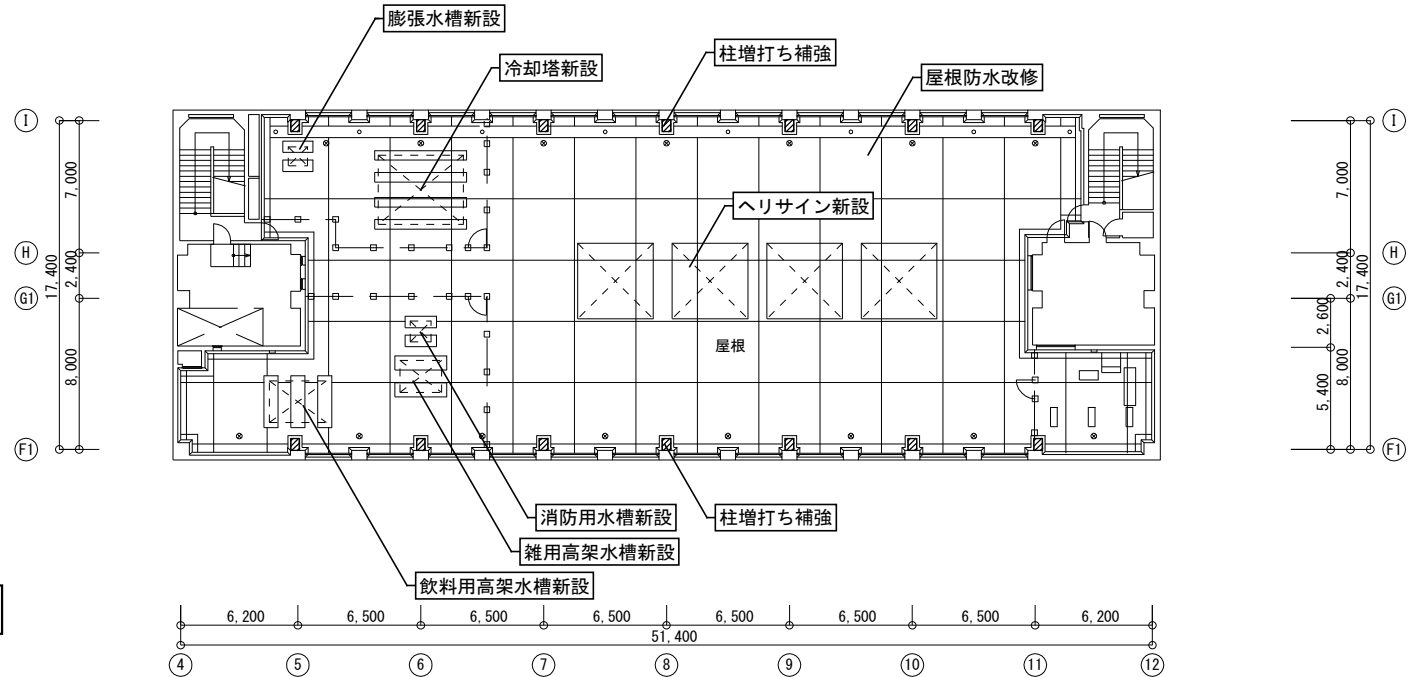 膨張水槽新設
冷却塔新設
柱増打ち補強
屋根防水改修
ヘリサイン新設
屋根
消防用水槽新設
雑用高架水槽新設
飲料用高架水槽新設
柱増打ち補強
I
H
G1
F1
7,000
2,400
8,000
17,400
I
H
G1
F1
7,000
2,400
17,400
2,600
8,000
5,400
6,200 6,500 6,500 6,500 6,500 6,500 6,500 6,200
51,400
4 5 6 7 8 9 10 11 12